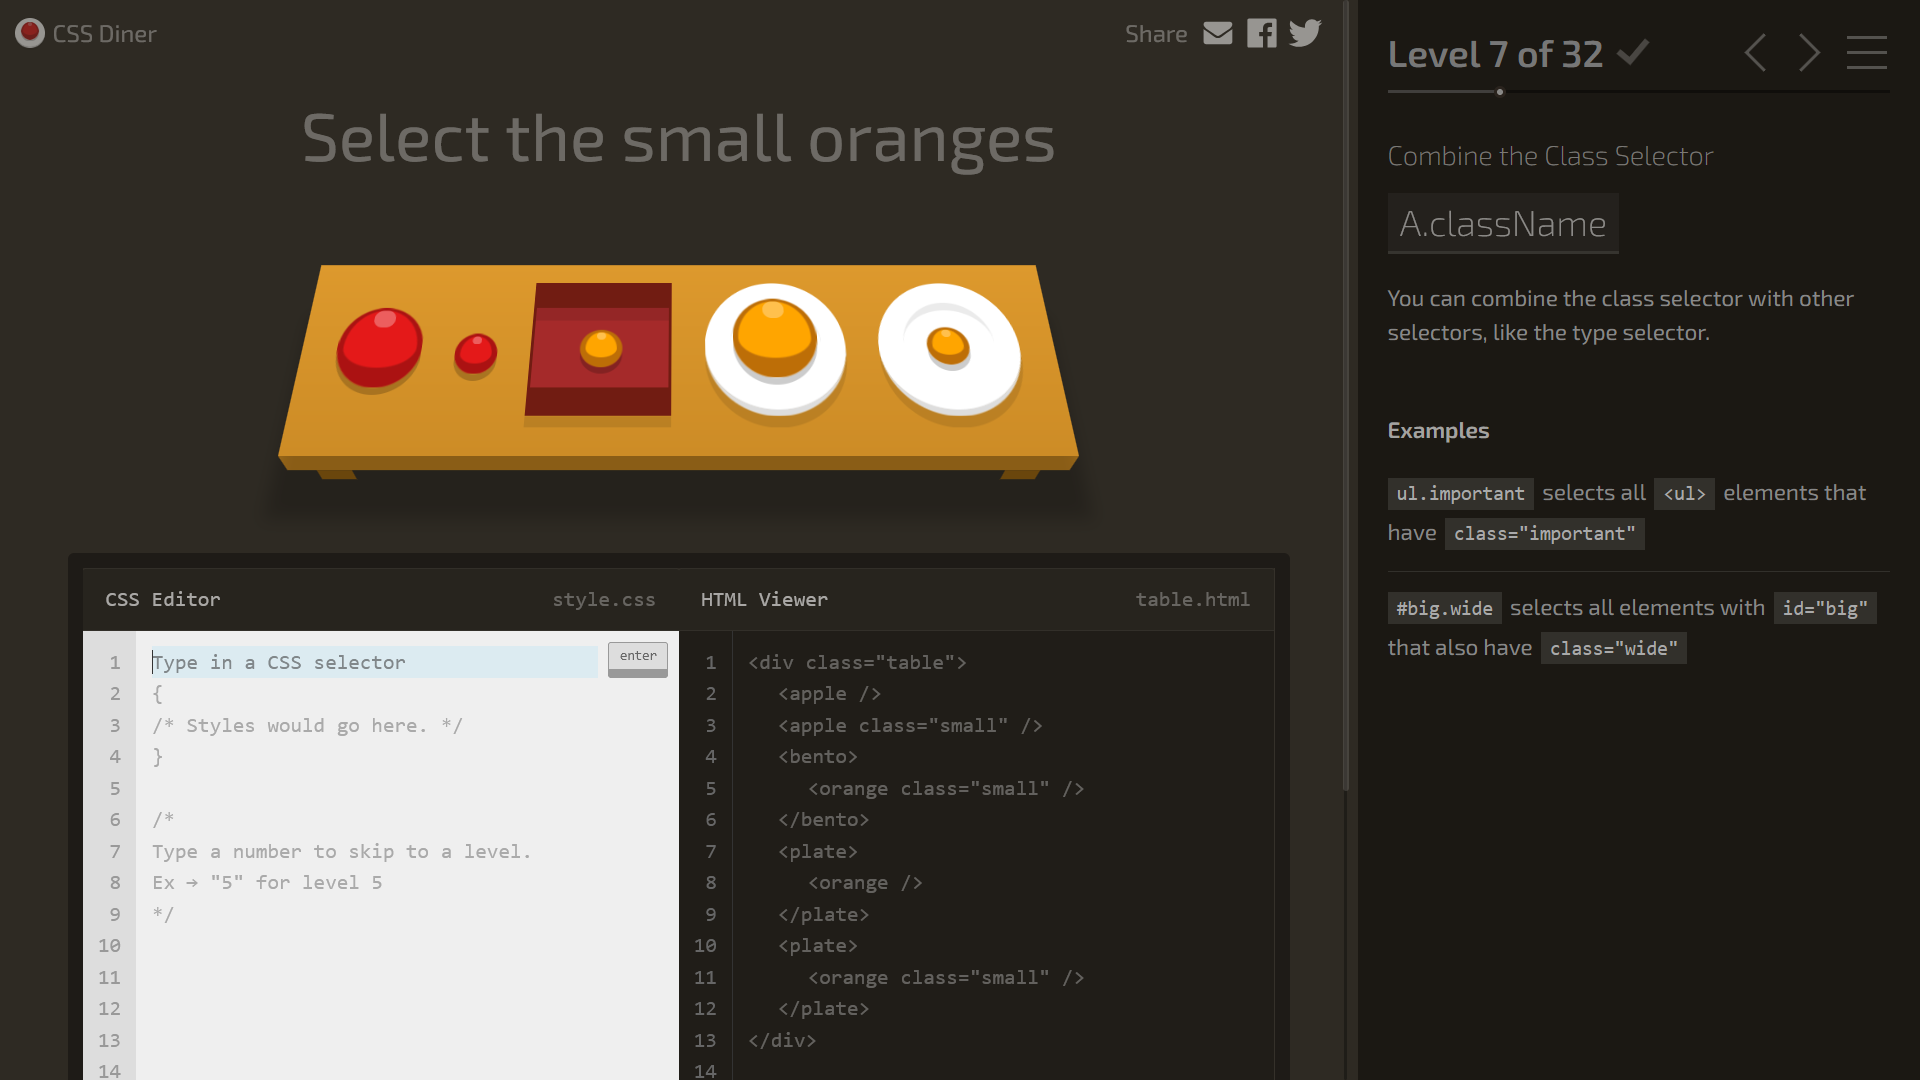 CSS Diner
Share
Select the small oranges
CSS Editor
style.css
1
2
3
4
5
6
7
8
9
10
11
12
13
14
Type in a CSS selector
enter
{
/* Styles would go here. */
}
/*
Type a number to skip to a level.
Ex → "5" for level 5
*/
HTML Viewer
table.html
1
2
3
4
5
6
7
8
9
10
11
12
13
14
<div class="table">
<apple />
<apple class="small" />
<bento>
<orange class="small" />
</bento>
<plate>
<orange />
</plate>
<plate>
<orange class="small" />
</plate>
</div>
Level 7 of 32
Combine the Class Selector
A.className
You can combine the class selector with other
selectors, like the type selector.
Examples
ul.important selects all <ul> elements that
have class="important"
#big.wide selects all elements with id="big"
that also have class="wide"